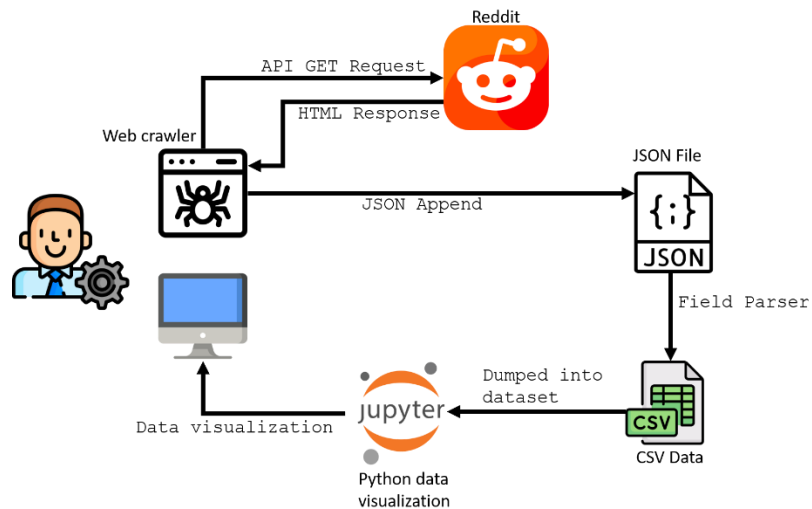 Reddit
API GET Request
HTML Response
Web crawler
JSON File
JSON Append
{;}
JSON
Field Parser
Dumped into
dataset
jupyter
Data visualization
CSV
CSV Data
Python data
visualization